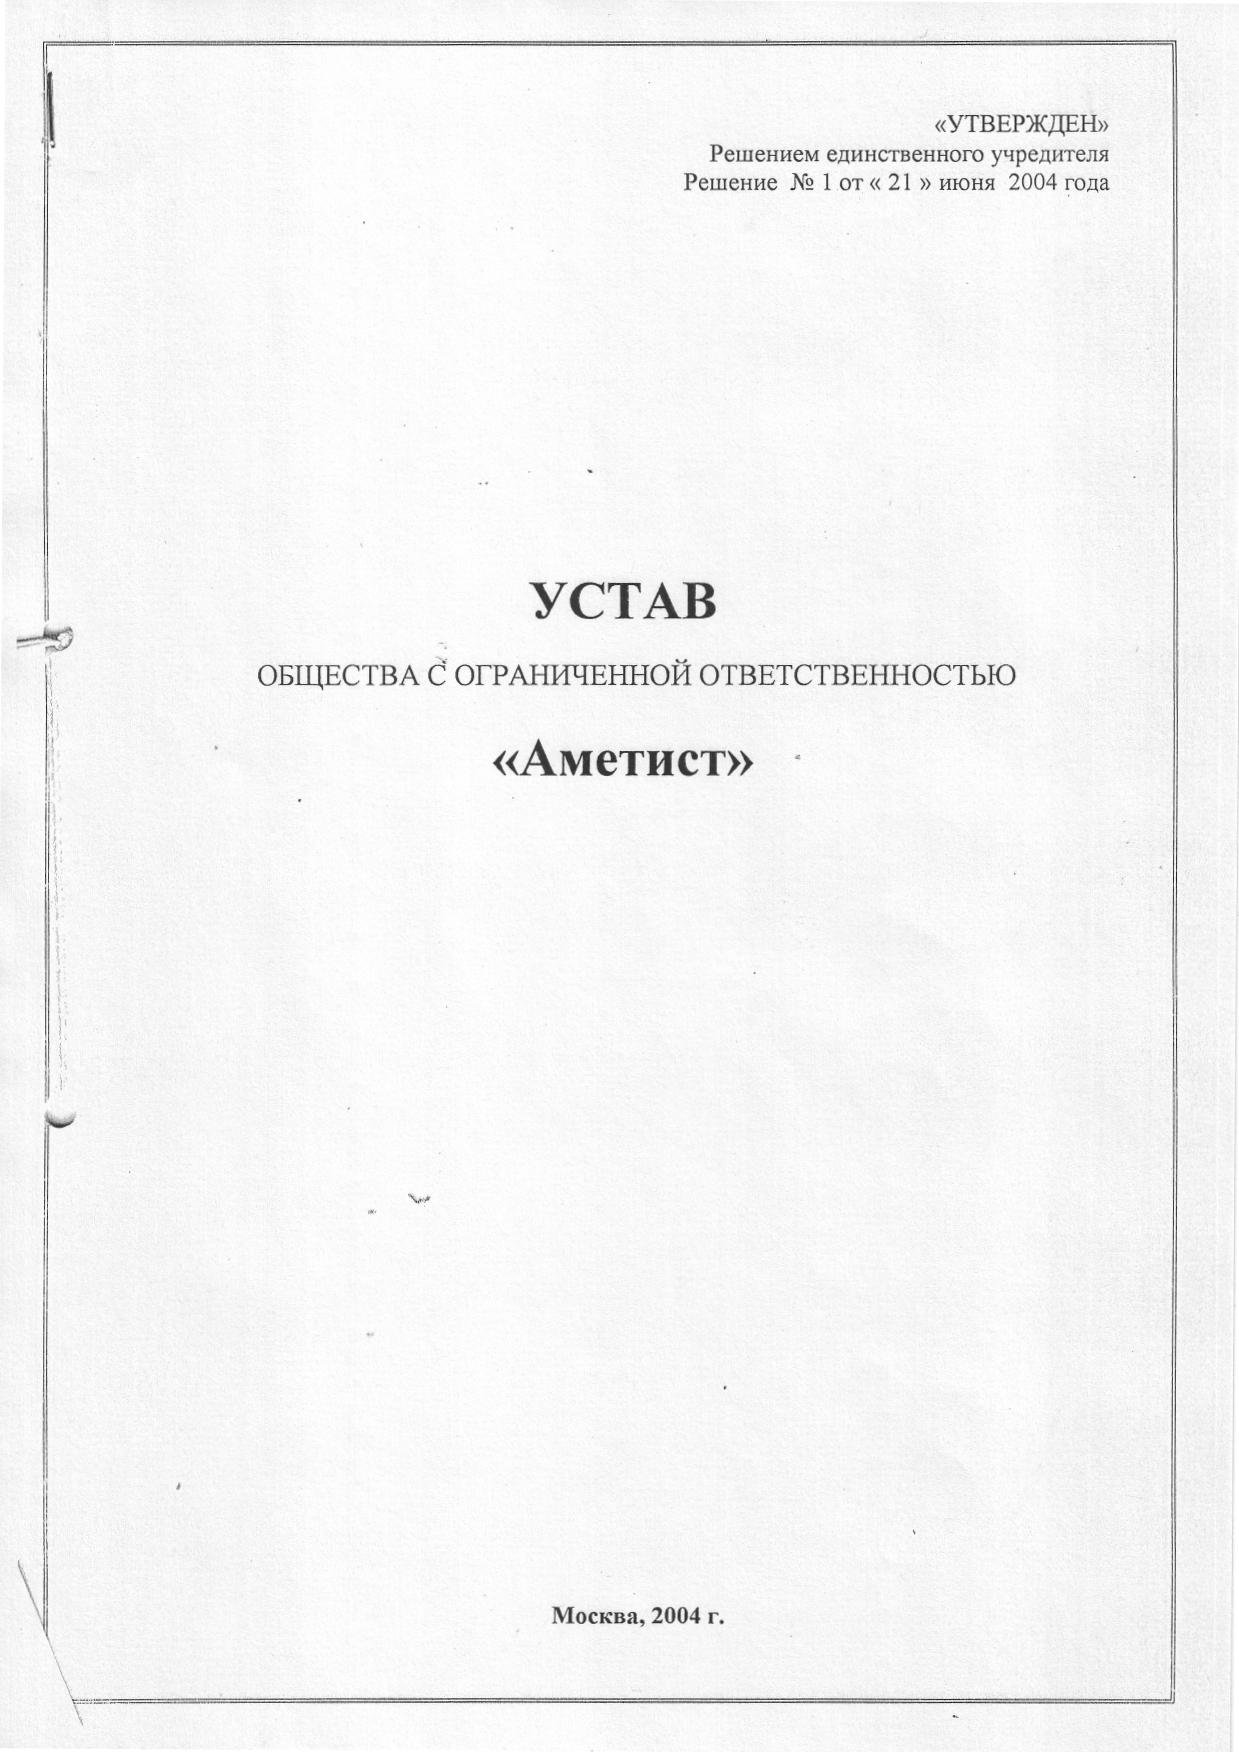 «УТВЕРЖДЕН»
Решением единственного учредителя
Решение № 1 от « 21 » июня 2004 года
УСТАВ
ОБЩЕСТВА С ОГРАНИЧЕННОЙ ОТВЕТСТВЕННОСТЬЮ
«Аметист»
Москва, 2004 г.